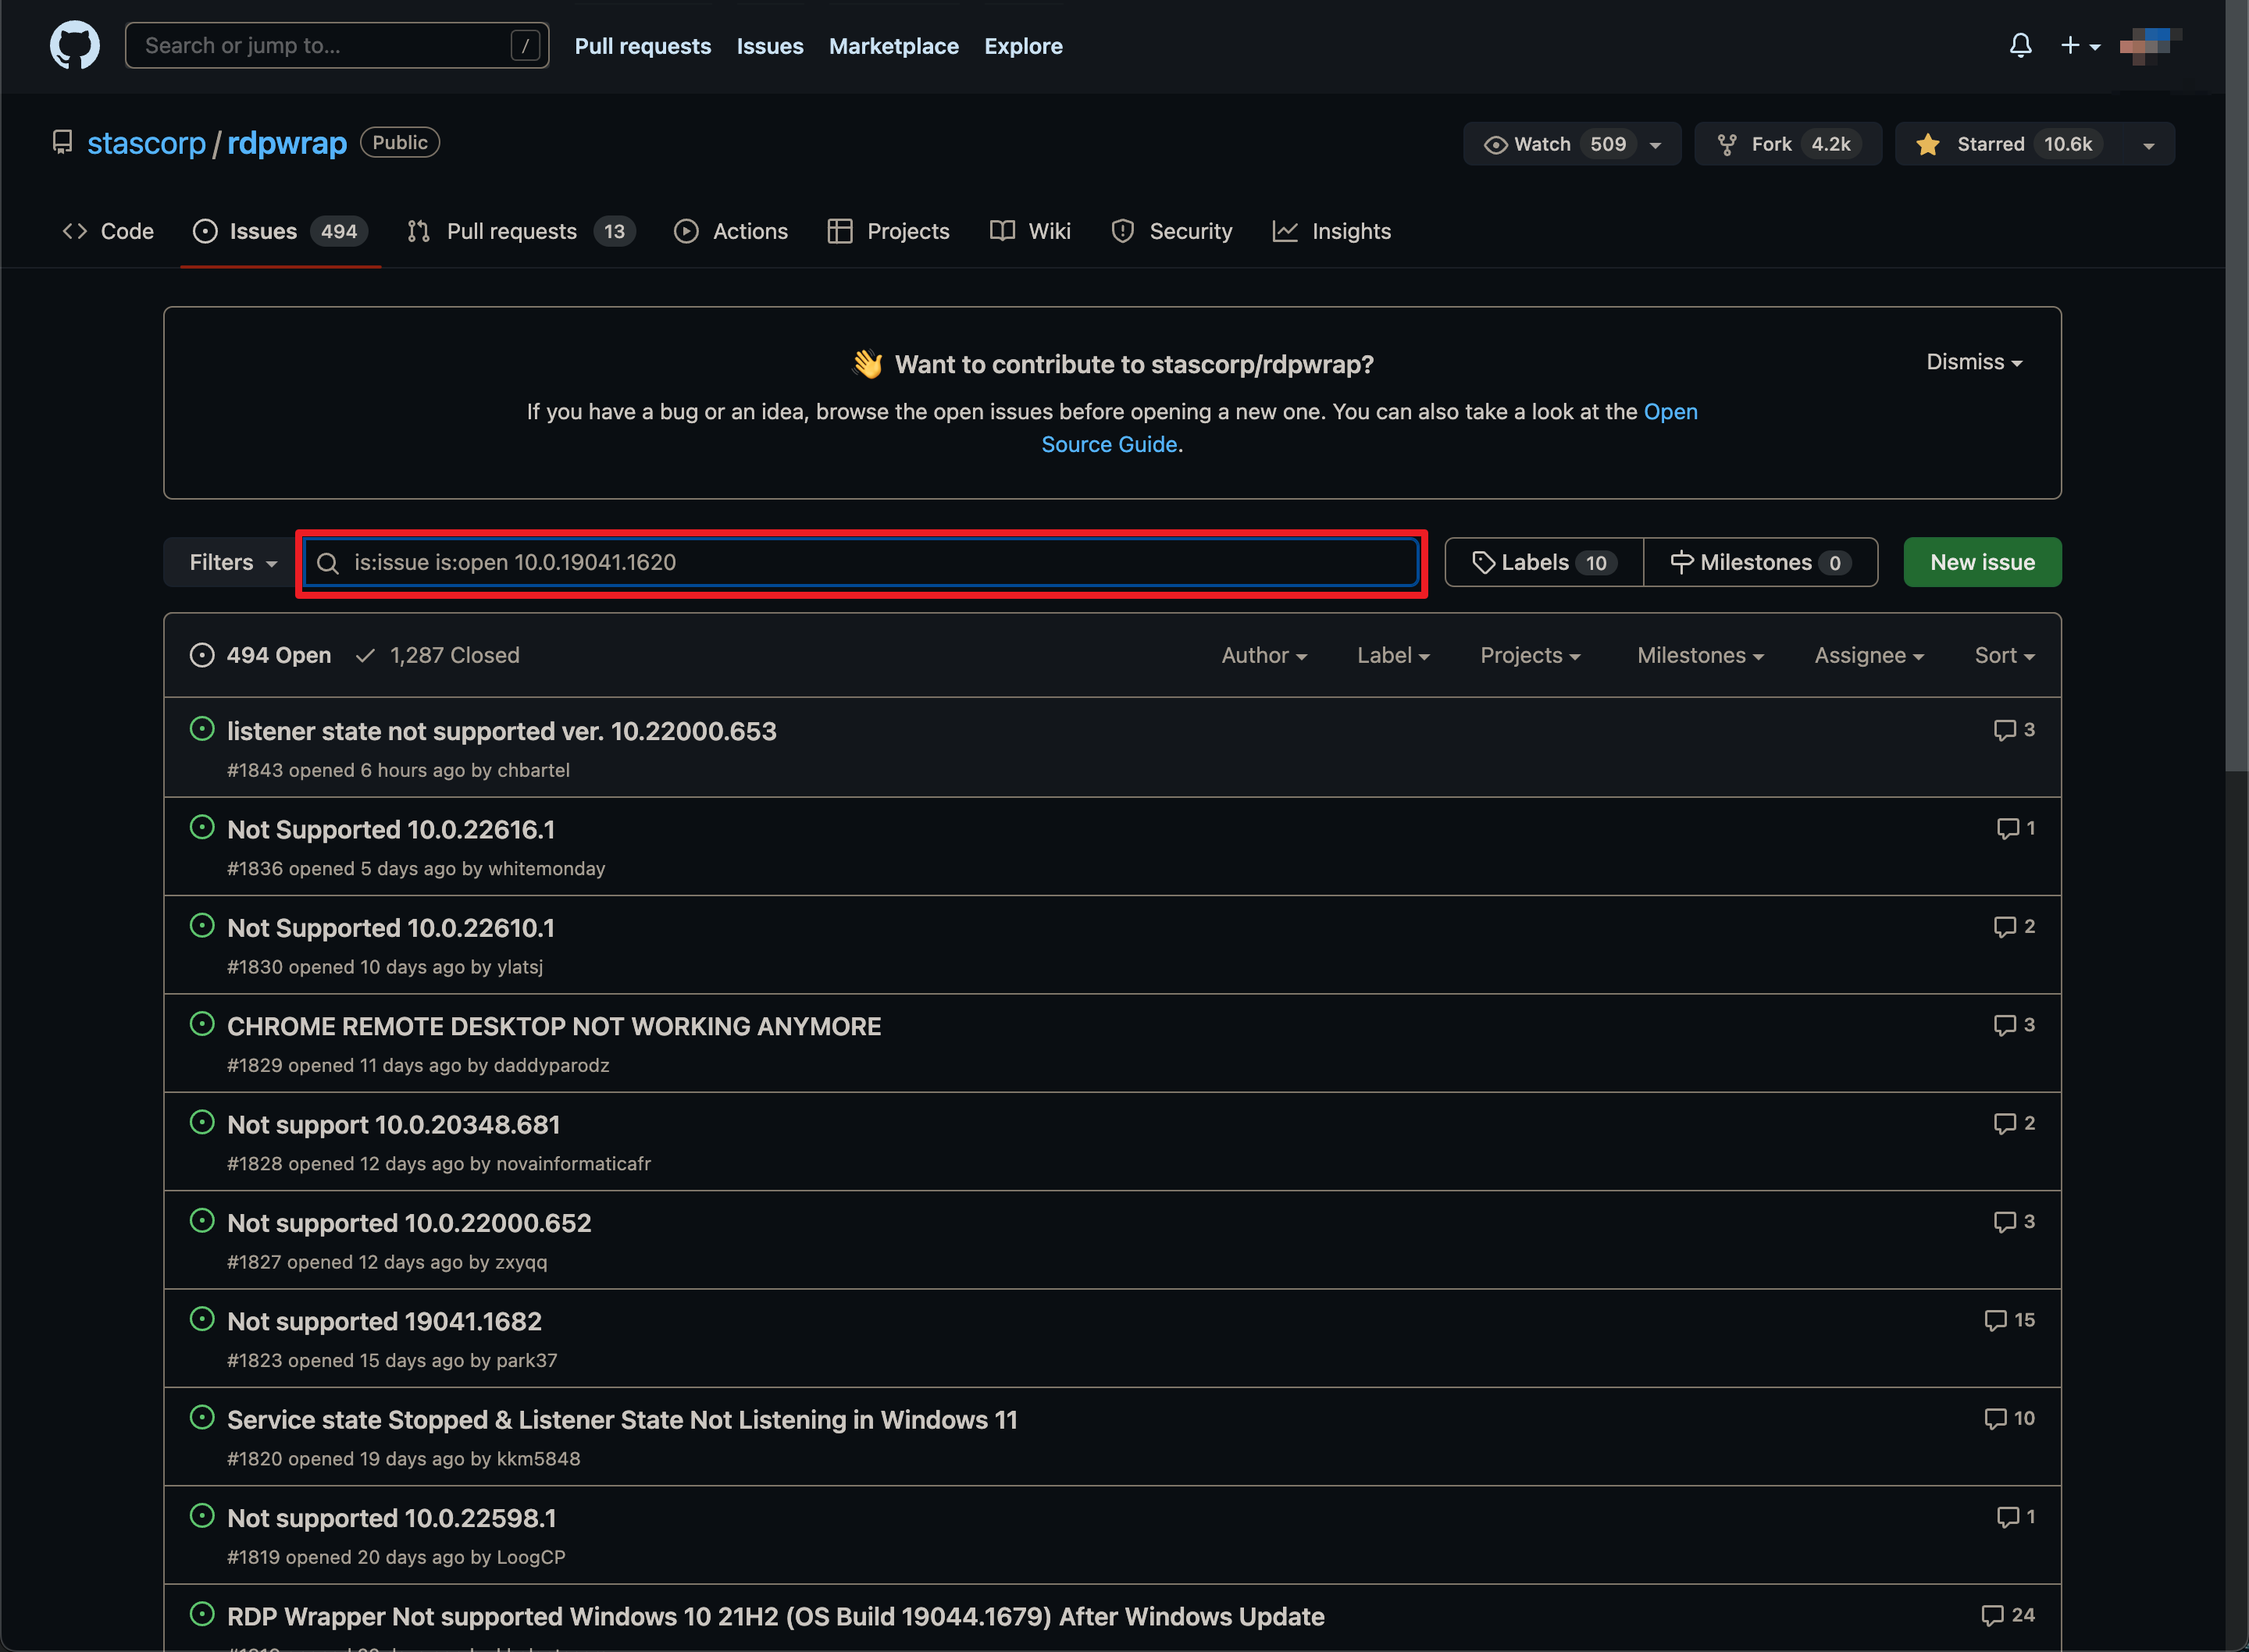 Search or jump to... /
Pull requests Issues Marketplace Explore
stascorp / rdpwrap Public
Watch 509 Fork 4.2k Starred 10.6k
Code Issues 494 Pull requests 13 Actions Projects Wiki Security Insights
👋 Want to contribute to stascorp/rdpwrap?
Dismiss
If you have a bug or an idea, browse the open issues before opening a new one. You can also take a look at the Open
Source Guide.
Filters is:issue is:open 10.0.19041.1620 Labels 10 Milestones 0 New issue
494 Open 1,287 Closed Author Label Projects Milestones Assignee Sort
listener state not supported ver. 10.22000.653 3
#1843 opened 6 hours ago by chbartel
Not Supported 10.0.22616.1 1
#1836 opened 5 days ago by whitemonday
Not Supported 10.0.22610.1 2
#1830 opened 10 days ago by ylatsj
CHROME REMOTE DESKTOP NOT WORKING ANYMORE 3
#1829 opened 11 days ago by daddyparodz
Not support 10.0.20348.681 2
#1828 opened 12 days ago by novainformaticafr
Not supported 10.0.22000.652 3
#1827 opened 12 days ago by zxyqq
Not supported 19041.1682 15
#1823 opened 15 days ago by park37
Service state Stopped & Listener State Not Listening in Windows 11 10
#1820 opened 19 days ago by kkm5848
Not supported 10.0.22598.1 1
#1819 opened 20 days ago by LoogCP
RDP Wrapper Not supported Windows 10 21H2 (OS Build 19044.1679) After Windows Update 24